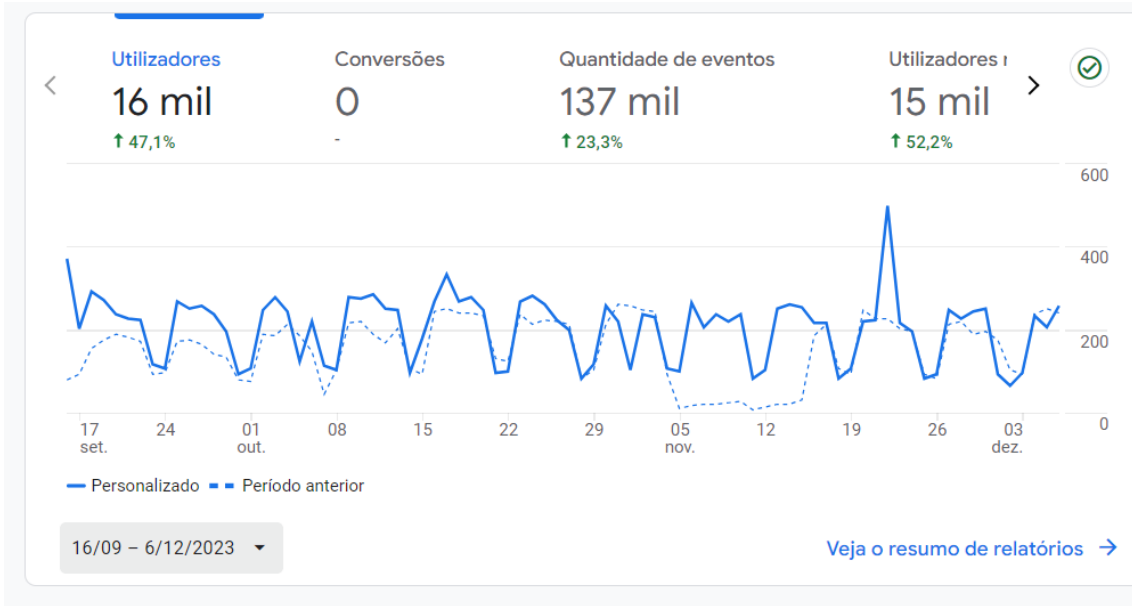 Utilizadores Conversões Quantidade de eventos Utilizadores
16 mil 0 137 mil 15 mil
↑ 47,1% - ↑ 23,3% ↑ 52,2%
600
400
200
0
17 24 01 08 15 22 29 05 12 19 26 03
set. out. nov. dez.
Personalizado Período anterior
16/09 – 6/12/2023 Veja o resumo de relatórios →